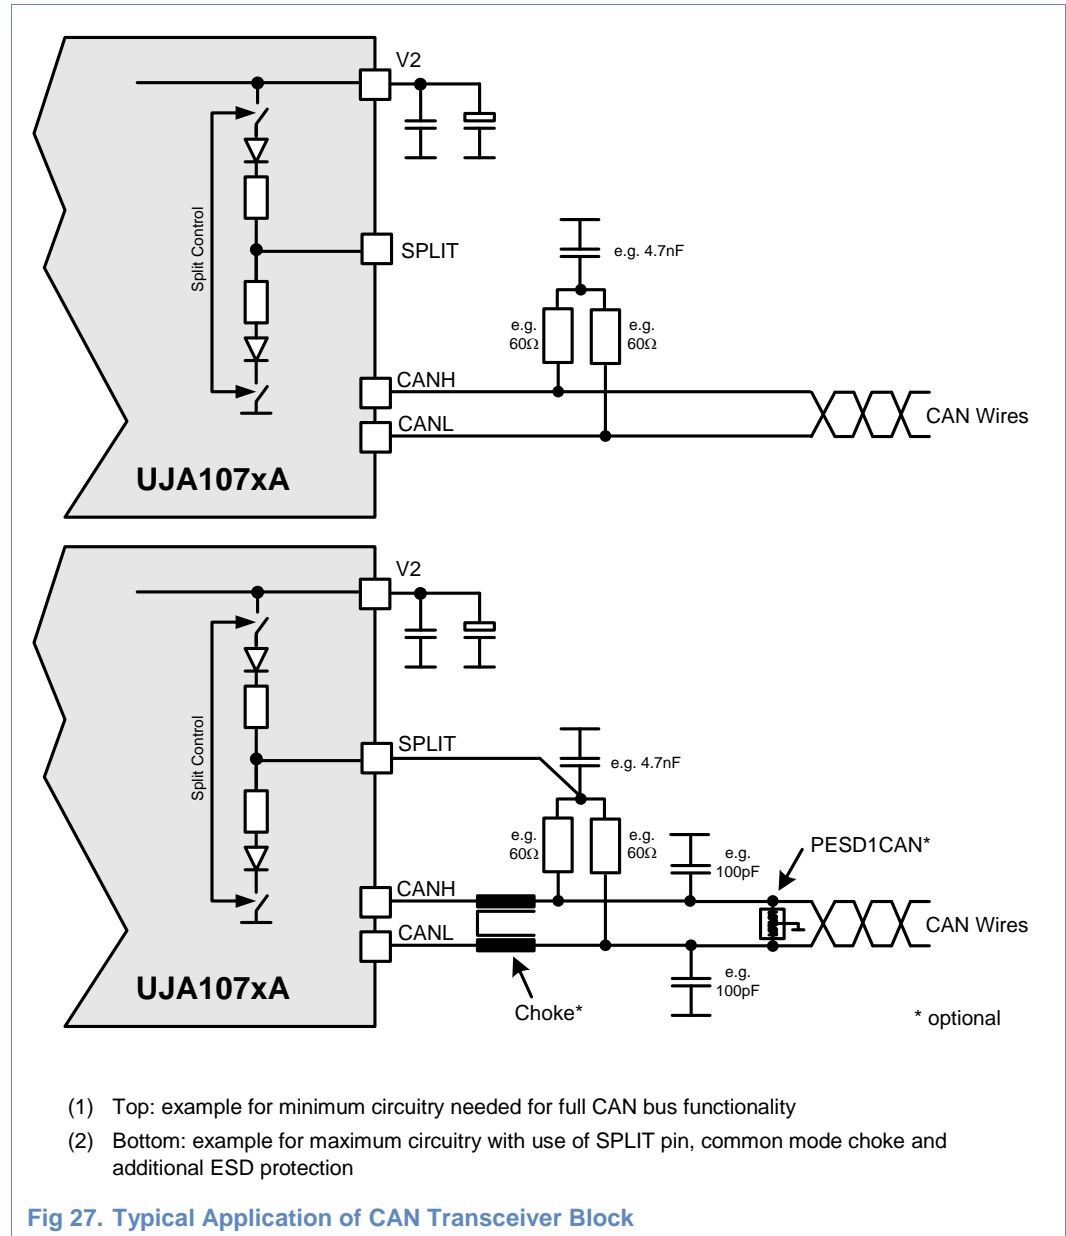 V2
Split Control
SPLIT
e.g. 4.7nF
e.g.
60Ω
e.g.
60Ω
CANH
CANL
CAN Wires
UJA107xA
V2
Split Control
SPLIT
e.g. 4.7nF
e.g.
60Ω
e.g.
60Ω
e.g.
100pF
PESD1CAN*
CANH
CANL
CAN Wires
UJA107xA
Choke*
e.g.
100pF
* optional
(1) Top: example for minimum circuitry needed for full CAN bus functionality
(2) Bottom: example for maximum circuitry with use of SPLIT pin, common mode choke and
additional ESD protection
Fig 27. Typical Application of CAN Transceiver Block